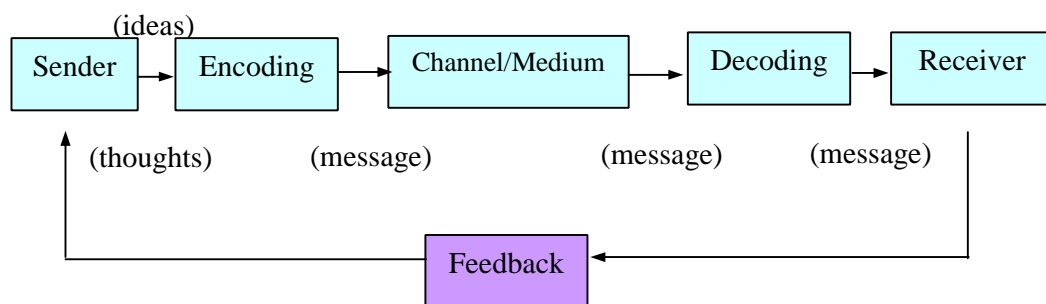 (ideas)
Sender
Encoding
Channel/Medium
Decoding
Receiver
(thoughts)
(message)
(message)
(message)
Feedback